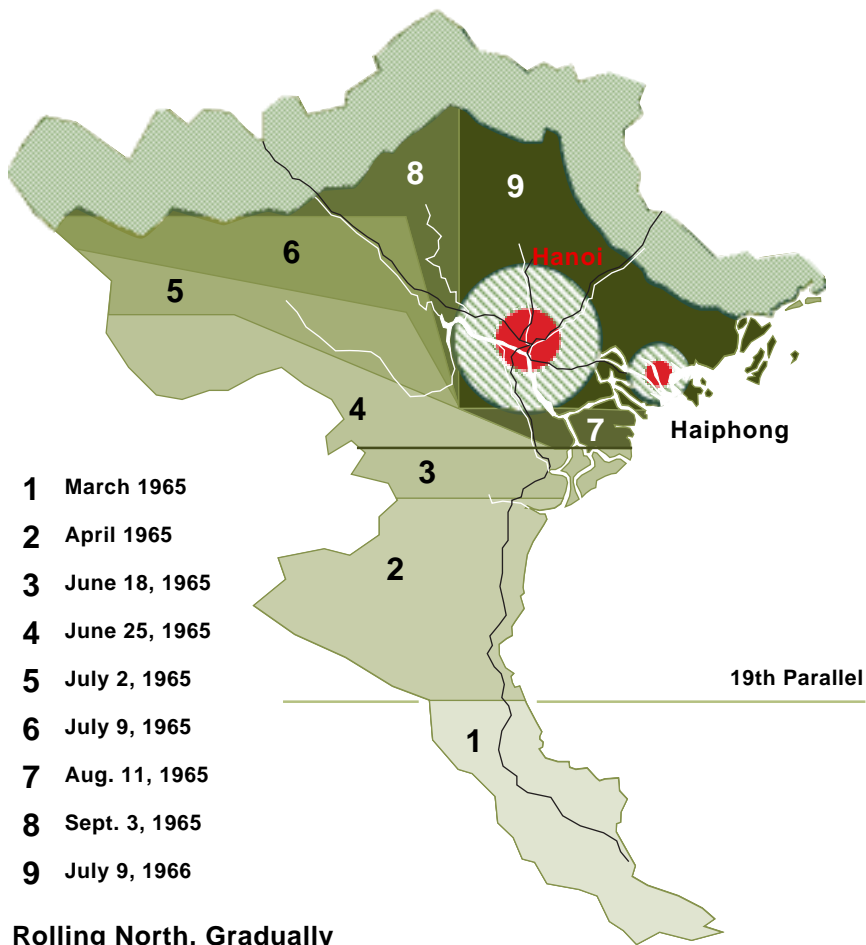 8
9
Hanoi
6
5
4
7
Haiphong
3
2
19th Parallel
1
1 March 1965
2 April 1965
3 June 18, 1965
4 June 25, 1965
5 July 2, 1965
6 July 9, 1965
7 Aug. 11, 1965
8 Sept. 3, 1965
9 July 9, 1966
Rolling North, Gradually